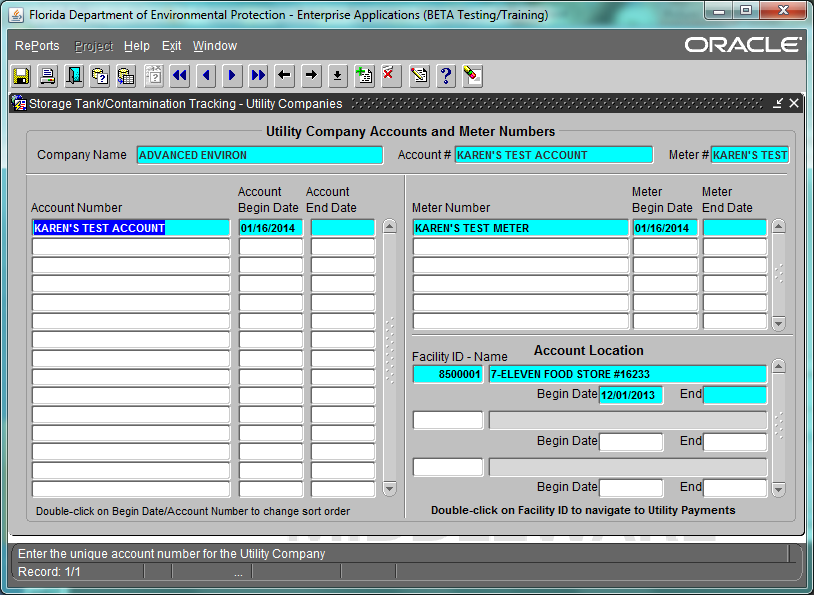 Florida Department of Environmental Protection - Enterprise Applications (BETA Testing/Training)
RePorts Project Help Exit Window
ORACLE
Storage Tank/Contamination Tracking - Utility Companies
Utility Company Accounts and Meter Numbers
Company Name ADVANCED ENVIRON Account # KAREN'S TEST ACCOUNT Meter # KAREN'S TEST
Account Number Account Begin Date Account End Date
KAREN'S TEST ACCOUNT 01/16/2014
Double-click on Begin Date/Account Number to change sort order
Meter Number Meter Begin Date Meter End Date
KAREN'S TEST METER 01/16/2014
Account Location
Facility ID - Name
8500001 7-ELEVEN FOOD STORE #16233
Begin Date 12/01/2013 End
Begin Date End
Begin Date End
Double-click on Facility ID to navigate to Utility Payments
Enter the unique account number for the Utility Company
Record: 1/1 ...